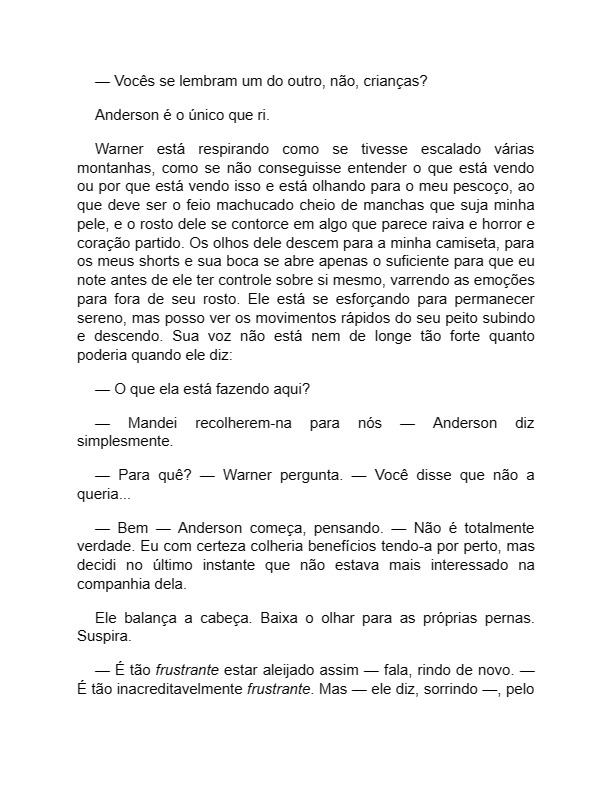 — Vocês se lembram um do outro, não, crianças?
Anderson é o único que ri.
Warner está respirando como se tivesse escalado várias
montanhas, como se não conseguisse entender o que está vendo
ou por que está vendo isso e está olhando para o meu pescoço, ao
que deve ser o feio machucado cheio de manchas que suja minha
pele, e o rosto dele se contorce em algo que parece raiva e horror e
coração partido. Os olhos dele descem para a minha camiseta, para
os meus shorts e sua boca se abre apenas o suficiente para que eu
note antes de ele ter controle sobre si mesmo, varrendo as emoções
para fora de seu rosto. Ele está se esforçando para permanecer
sereno, mas posso ver os movimentos rápidos do seu peito subindo
e descendo. Sua voz não está nem de longe tão forte quanto
poderia quando ele diz:
— O que ela está fazendo aqui?
— Mandei recolherem-na para nós — Anderson diz
simplesmente.
— Para quê? — Warner pergunta. — Você disse que não a
queria...
— Bem — Anderson começa, pensando. — Não é totalmente
verdade. Eu com certeza colheria benefícios tendo-a por perto, mas
decidi no último instante que não estava mais interessado na
companhia dela.
Ele balança a cabeça. Baixa o olhar para as próprias pernas.
Suspira.
— É tão frustrante estar aleijado assim — fala, rindo de novo. —
É tão inacreditavelmente frustrante. Mas — ele diz, sorrindo —, pelo